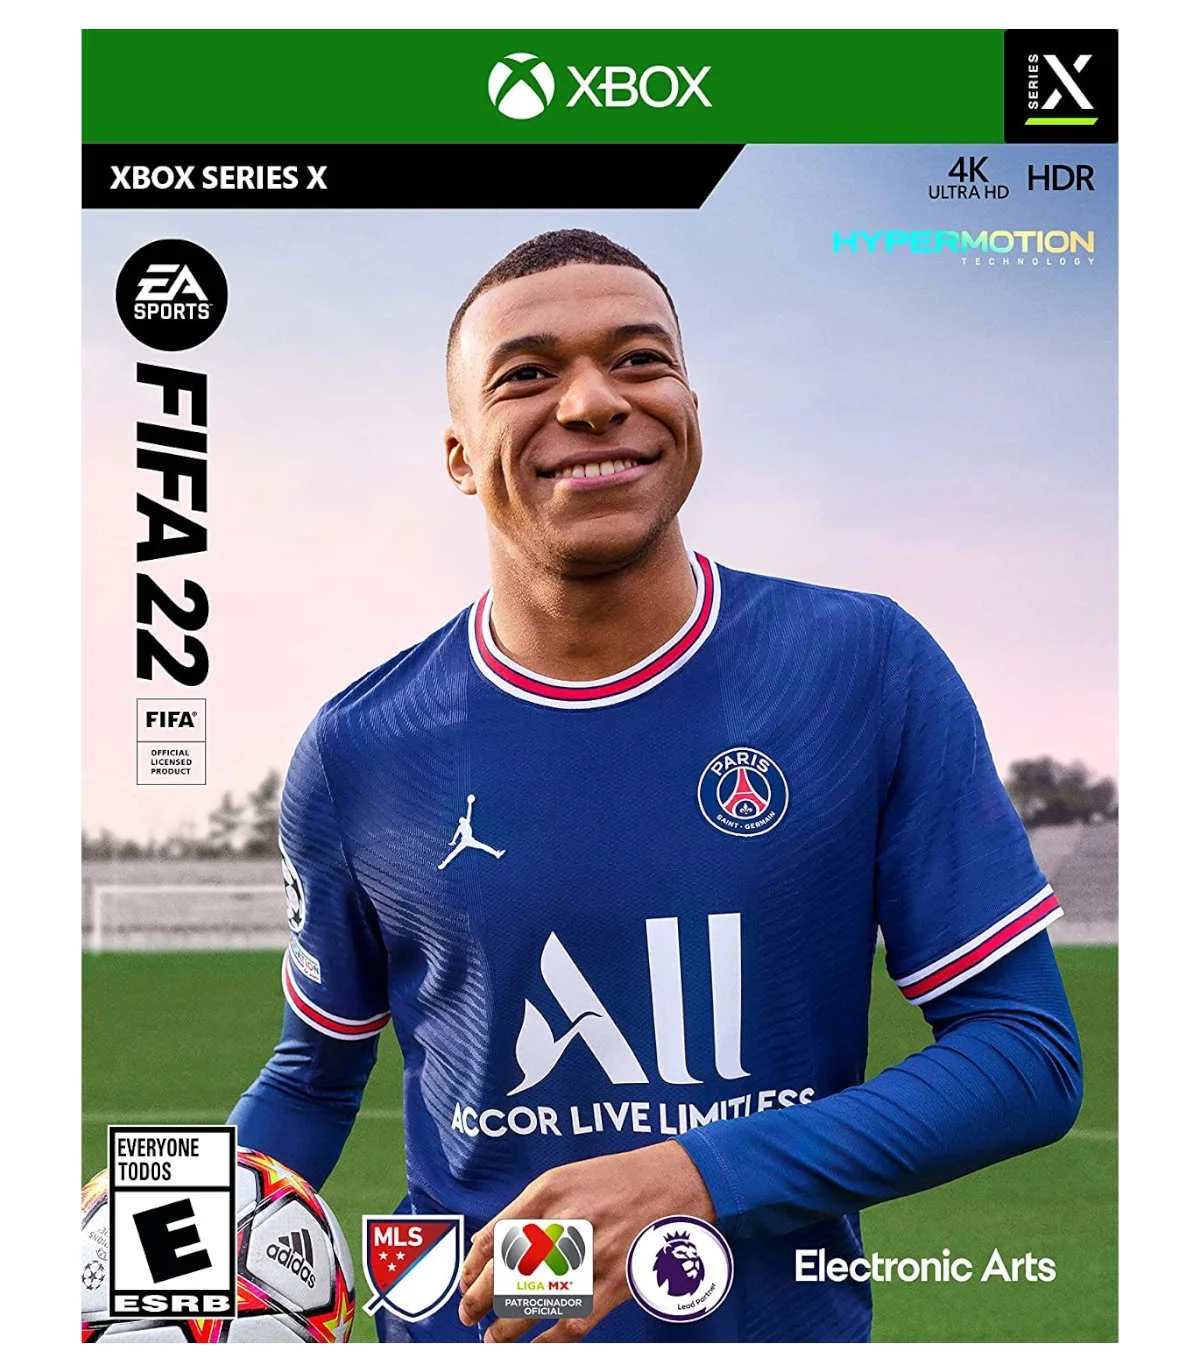 XBOX
SERIES X
XBOX SERIES X
4K
ULTRA HD
HDR
HYPERMOTION
TECHNOLOGY
EA
SPORTS
FIFA 22
FIFA
OFFICIAL
LICENSED
PRODUCT
PARIS
SAINT-GERMAIN
ALL
ACCOR LIVE LIMITLESS
EVERYONE
TODOS
E
ESRB
adidas
MLS
LIGA MX
PATROCINADOR
OFICIAL
Lead Partner
Electronic Arts